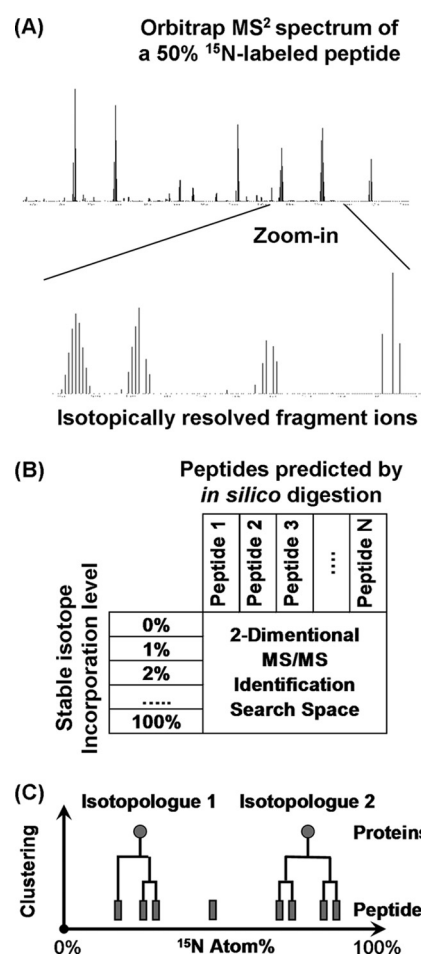 (A)
Orbitrap MS² spectrum of
a 50% ¹⁵N-labeled peptide
Zoom-in
Isotopically resolved fragment ions
(B)
Peptides predicted by
in silico digestion
Stable isotope
Incorporation level
Peptide 1
Peptide 2
Peptide 3
....
Peptide N
0%
1%
2%
.....
100%
2-Dimentional
MS/MS
Identification
Search Space
(C)
Isotopologue 1
Isotopologue 2
Clustering
Proteins
Peptide
0%
¹⁵N Atom%
100%